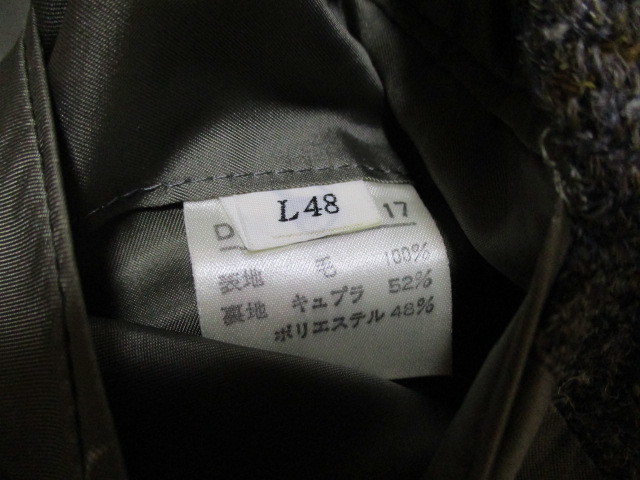 L48
D 17
表地 毛 100%
裏地 キュプラ 52%
ポリエステル 48%